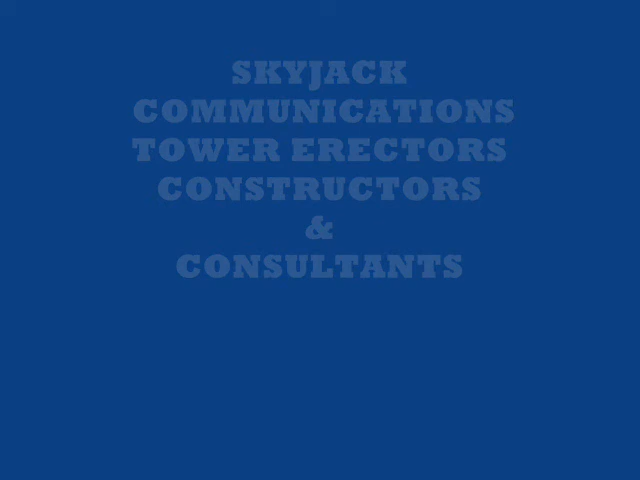 SKYJACK
COMMUNICATIONS
TOWER ERECTORS
CONSTRUCTORS
&
CONSULTANTS